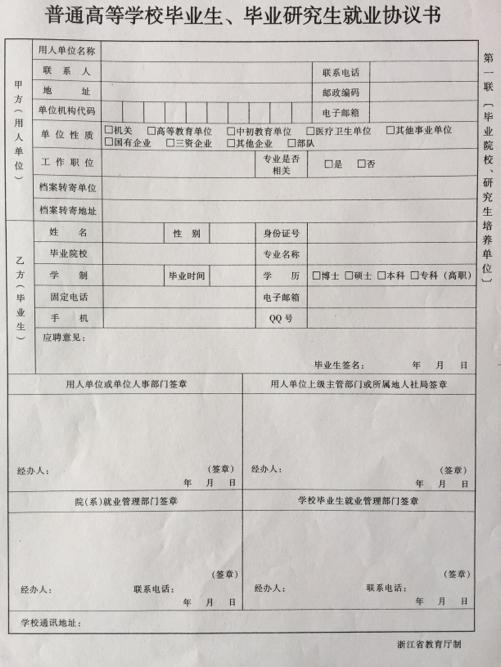 普通高等学校毕业生、毕业研究生就业协议书
第一联〔毕业院校、研究生培养单位〕
甲方(用人单位)
用人单位名称
联系人 联系电话
地址 邮政编码
单位机构代码 电子邮箱
单位性质 □机关 □高等教育单位 □中初教育单位 □医疗卫生单位 □其他事业单位
□国有企业 □三资企业 □其他企业 □部队
工作职位 专业是否相关 □是 □否
档案转寄单位
档案转寄地址
乙方(毕业生)
姓名 性别 身份证号
毕业院校 专业名称
学制 毕业时间 学历 □博士 □硕士 □本科 □专科(高职)
固定电话 电子邮箱
手机 QQ号
应聘意见:
毕业生签名: 年 月 日
用人单位或单位人事部门签章 用人单位上级主管部门或所属地人社局签章
经办人: (签章) 经办人: (签章)
年 月 日 年 月 日
院(系)就业管理部门签章 学校毕业生就业管理部门签章
(签章) (签章)
经办人: 联系电话: 经办人: 联系电话:
年 月 日 年 月 日
学校通讯地址:
浙江省教育厅制